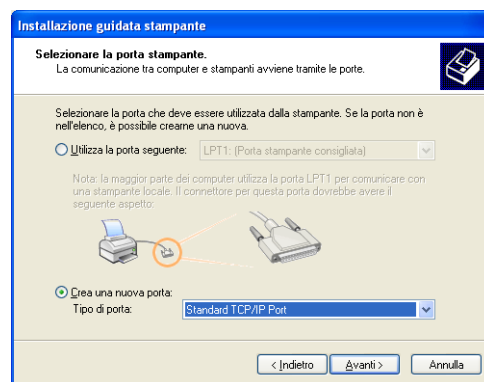 Installazione guidata stampante
Selezionare la porta stampante.
La comunicazione tra computer e stampanti avviene tramite le porte.
Selezionare la porta che deve essere utilizzata dalla stampante. Se la porta non è
nell'elenco, è possibile crearne una nuova.
Utilizza la porta seguente: LPT1: (Porta stampante consigliata)
Nota: la maggior parte dei computer utilizza la porta LPT1 per comunicare con
una stampante locale. Il connettore per questa porta dovrebbe avere il
seguente aspetto:
Crea una nuova porta:
Tipo di porta: Standard TCP/IP Port
< Indietro Avanti > Annulla